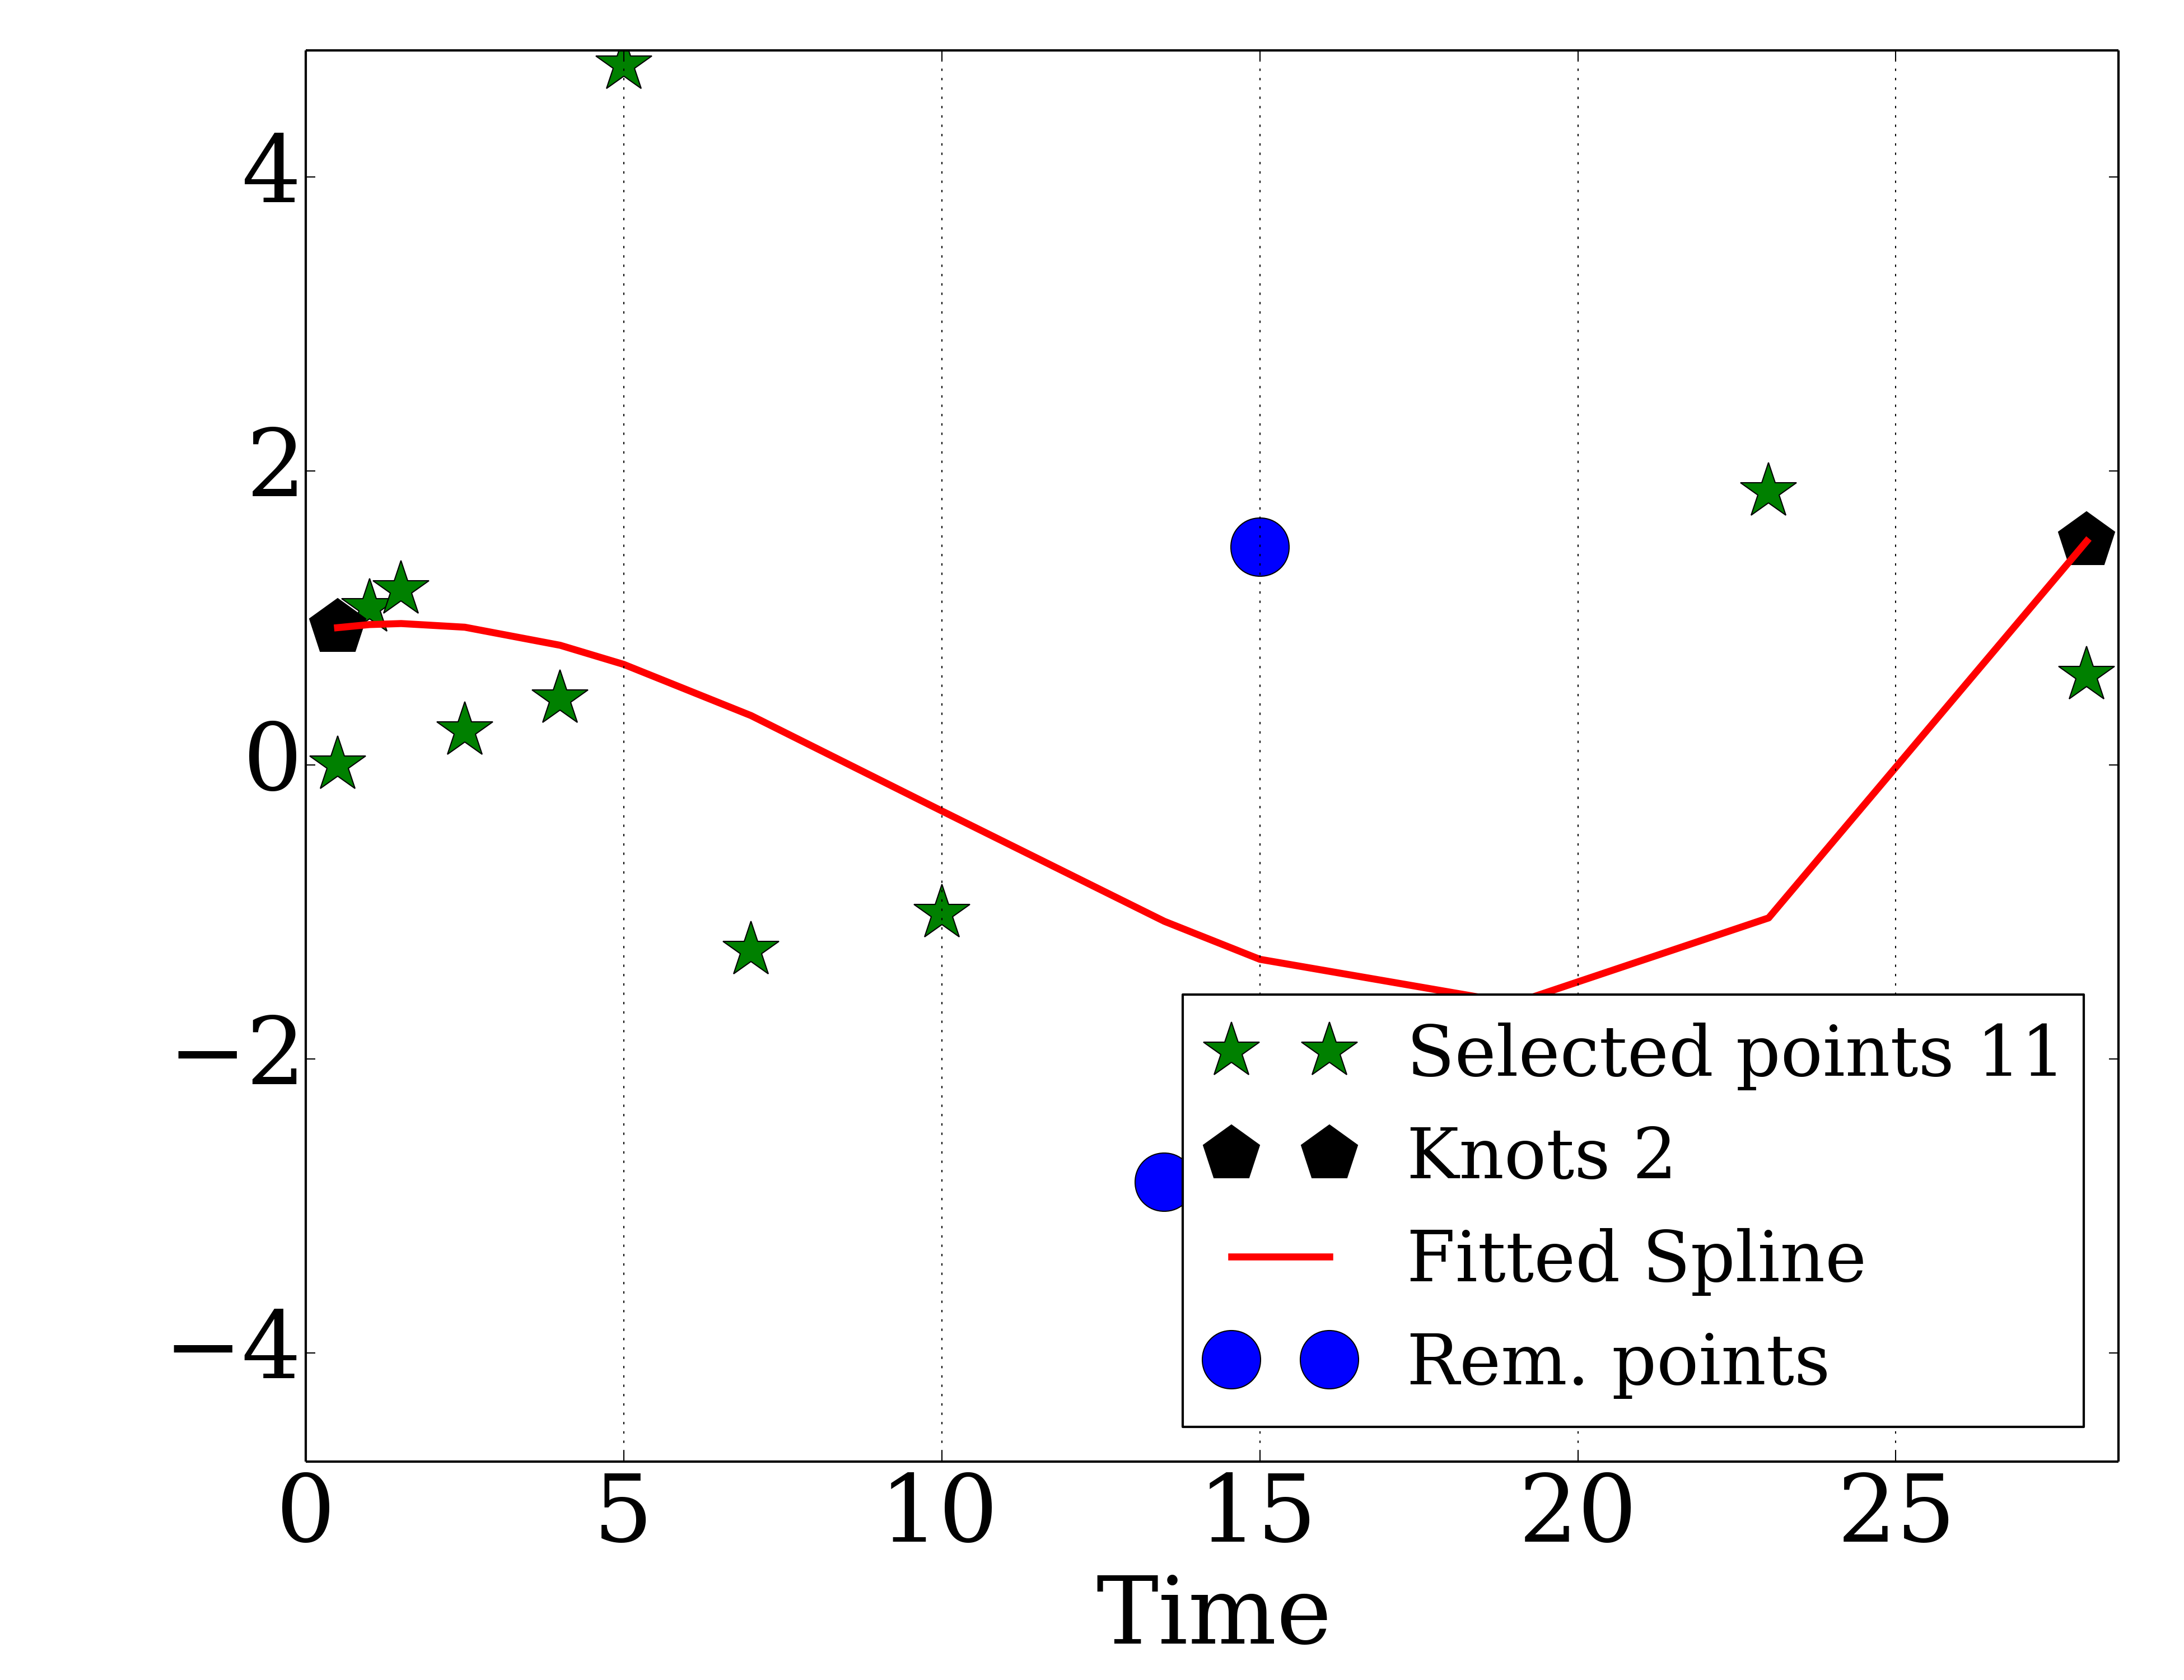 4
2
0
−2
−4
Selected points 11
Knots 2
Fitted Spline
Rem. points
0 5 10 15 20 25
Time